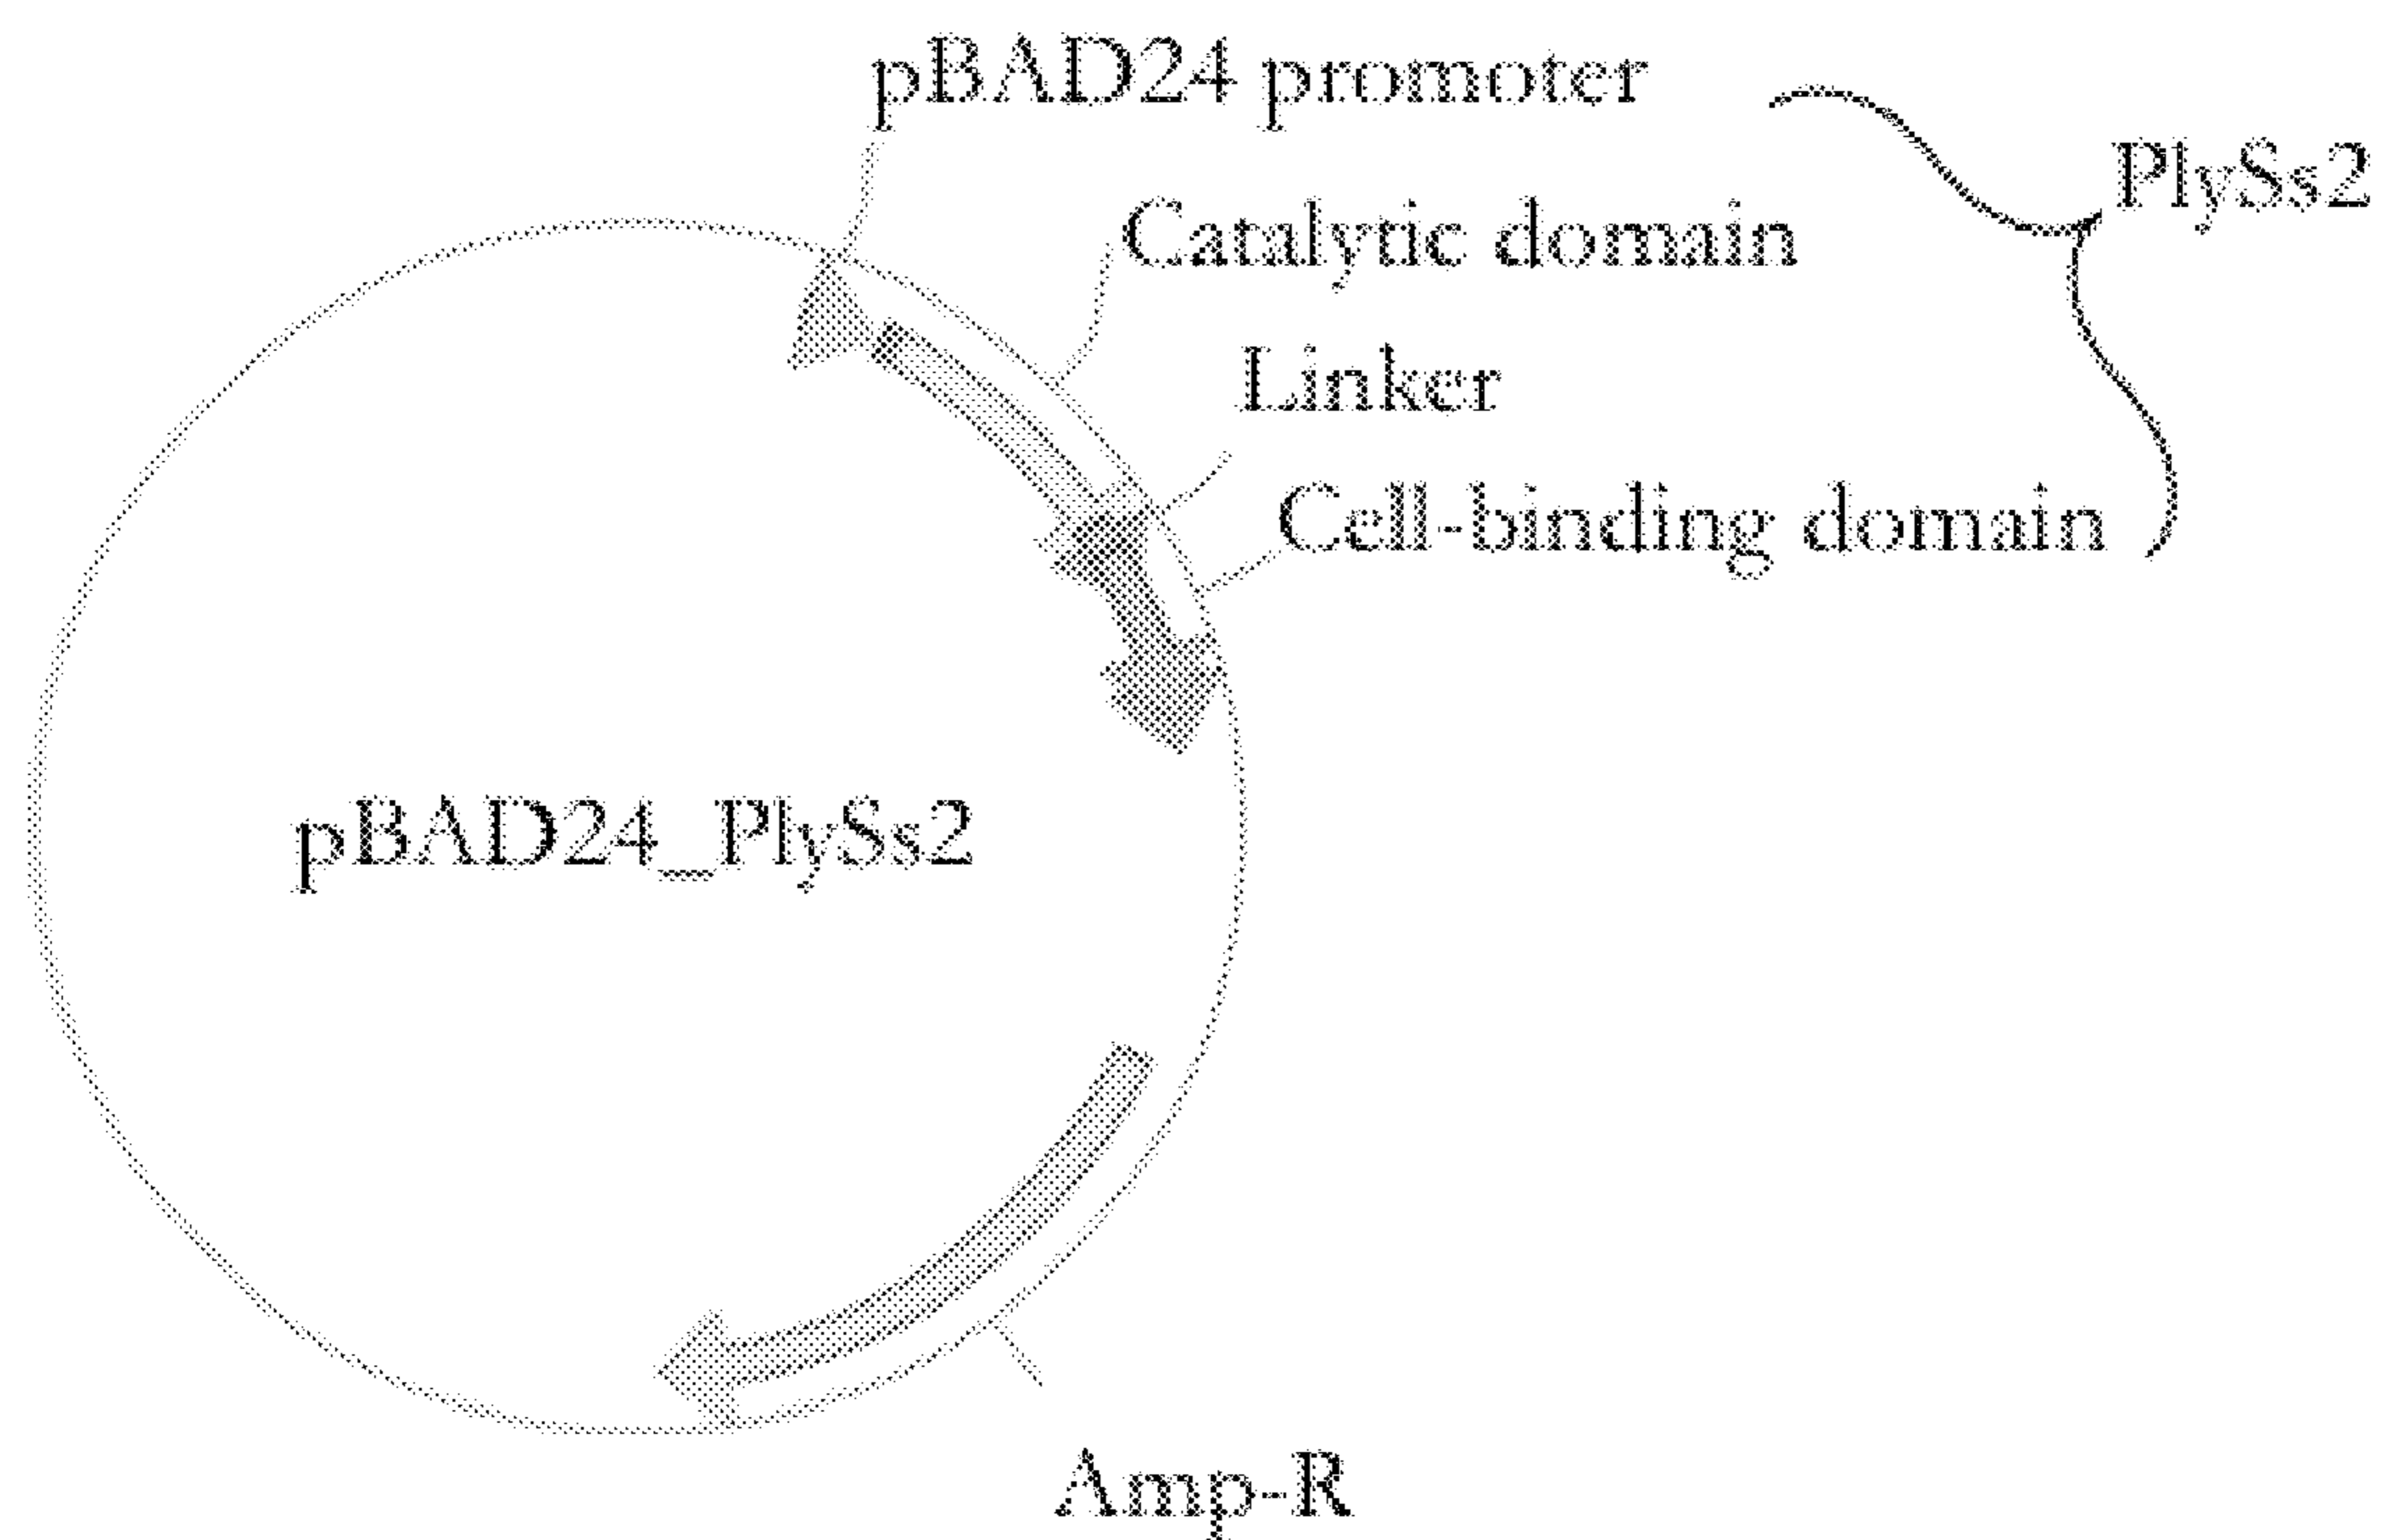 pBAD24 promoter
PlySs2
Catalytic domain
Linker
Cell-binding domain
pBAD24_PlySs2
Amp-R